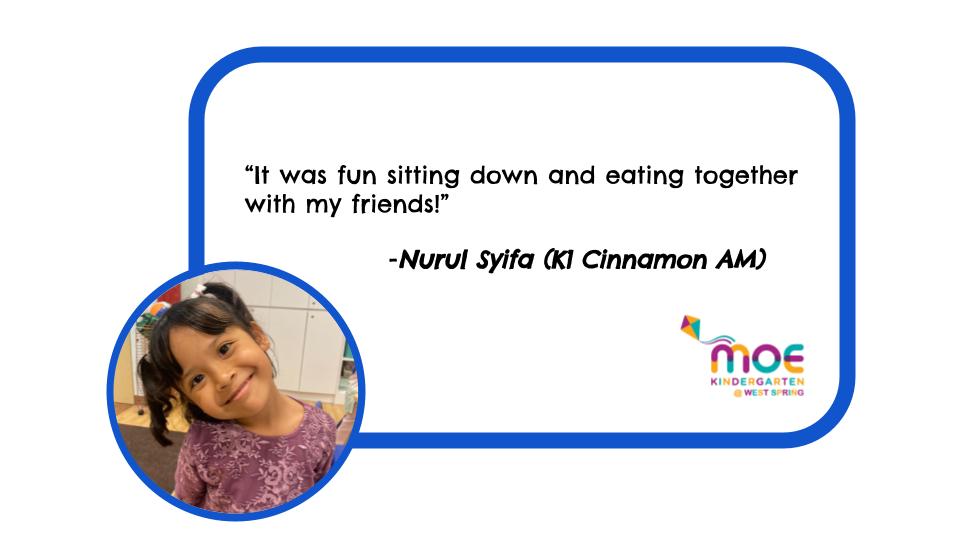 “It was fun sitting down and eating together
with my friends!”
-Nurul Syifa (K1 Cinnamon AM)
MOE
KINDERGARTEN
@ WEST SPRING